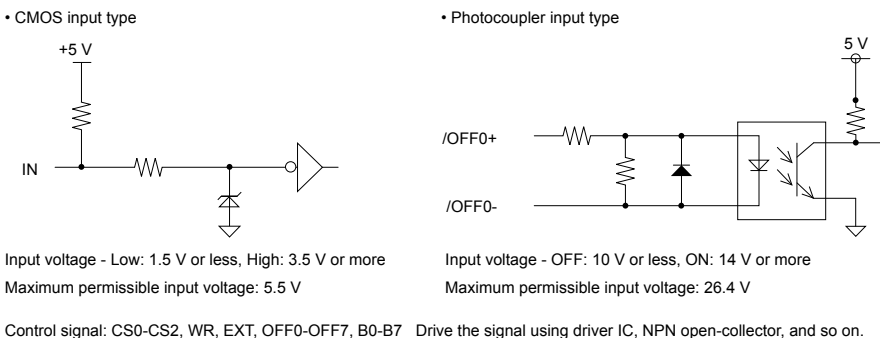 • CMOS input type
+5 V
IN
Input voltage - Low: 1.5 V or less, High: 3.5 V or more
Maximum permissible input voltage: 5.5 V
• Photocoupler input type
5 V
/OFF0+
/OFF0-
Input voltage - OFF: 10 V or less, ON: 14 V or more
Maximum permissible input voltage: 26.4 V
Control signal: CS0-CS2, WR, EXT, OFF0-OFF7, B0-B7 Drive the signal using driver IC, NPN open-collector, and so on.